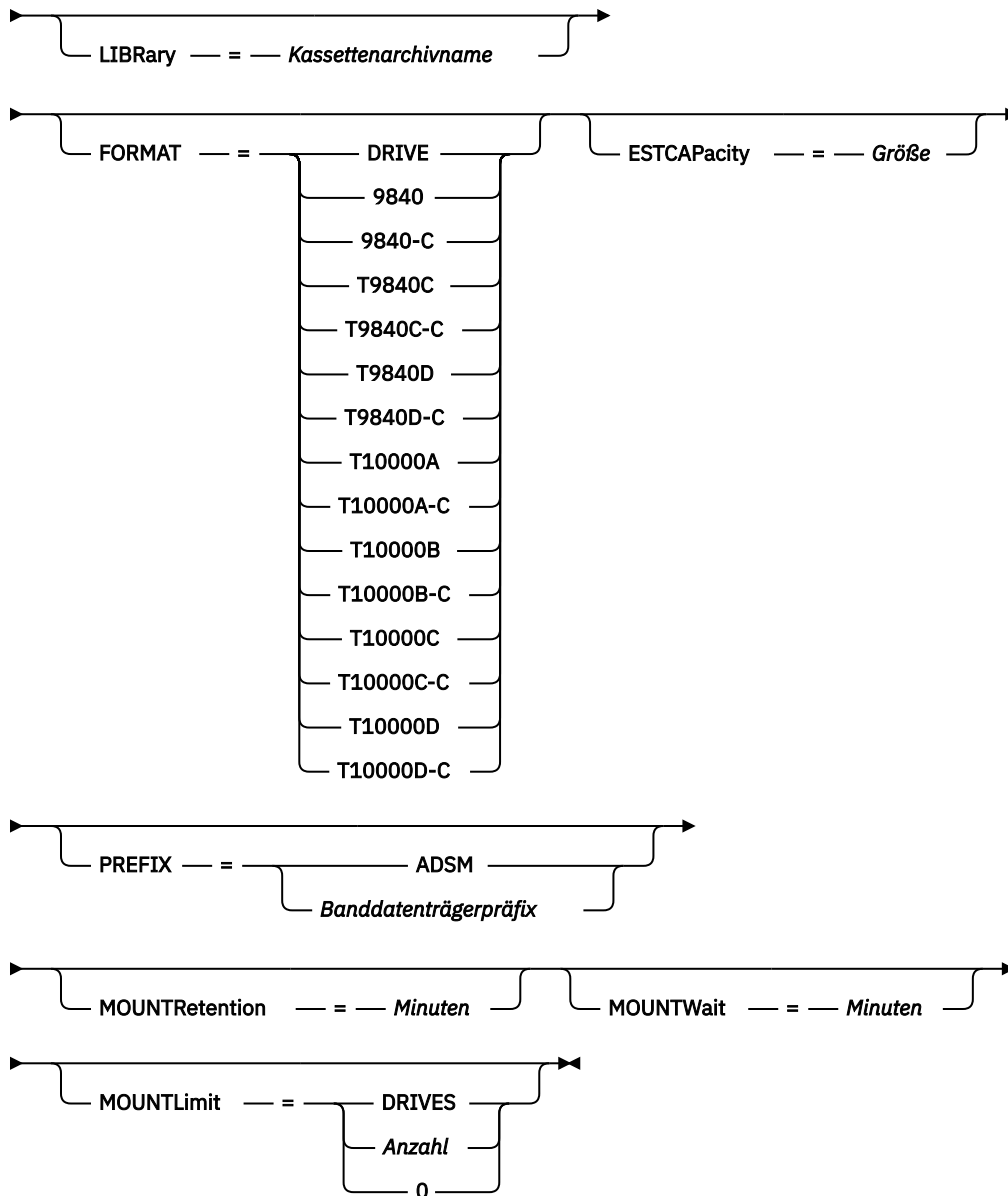 LIBRary = Kassettenarchivname
FORMAT = DRIVE ESTCAPacity = Größe
9840
9840-C
T9840C
T9840C-C
T9840D
T9840D-C
T10000A
T10000A-C
T10000B
T10000B-C
T10000C
T10000C-C
T10000D
T10000D-C
PREFIX = ADSM
Banddatenträgerpräfix
MOUNTRetention = Minuten MOUNTWait = Minuten
MOUNTLimit = DRIVES
Anzahl
0